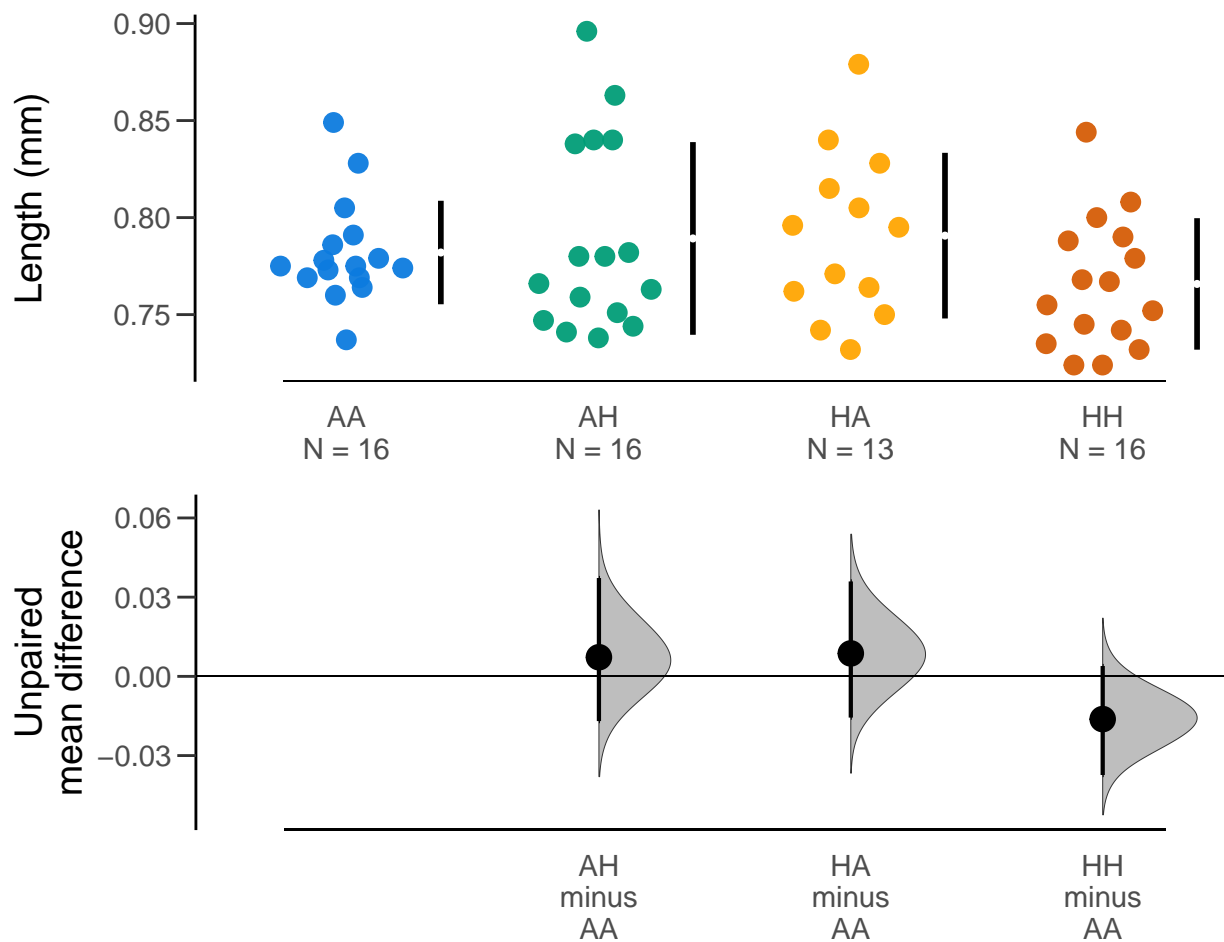 Length (mm)
0.90
0.85
0.80
0.75
AA
N = 16
AH
N = 16
HA
N = 13
HH
N = 16
Unpaired
mean difference
0.06
0.03
0.00
−0.03
AH
minus
AA
HA
minus
AA
HH
minus
AA